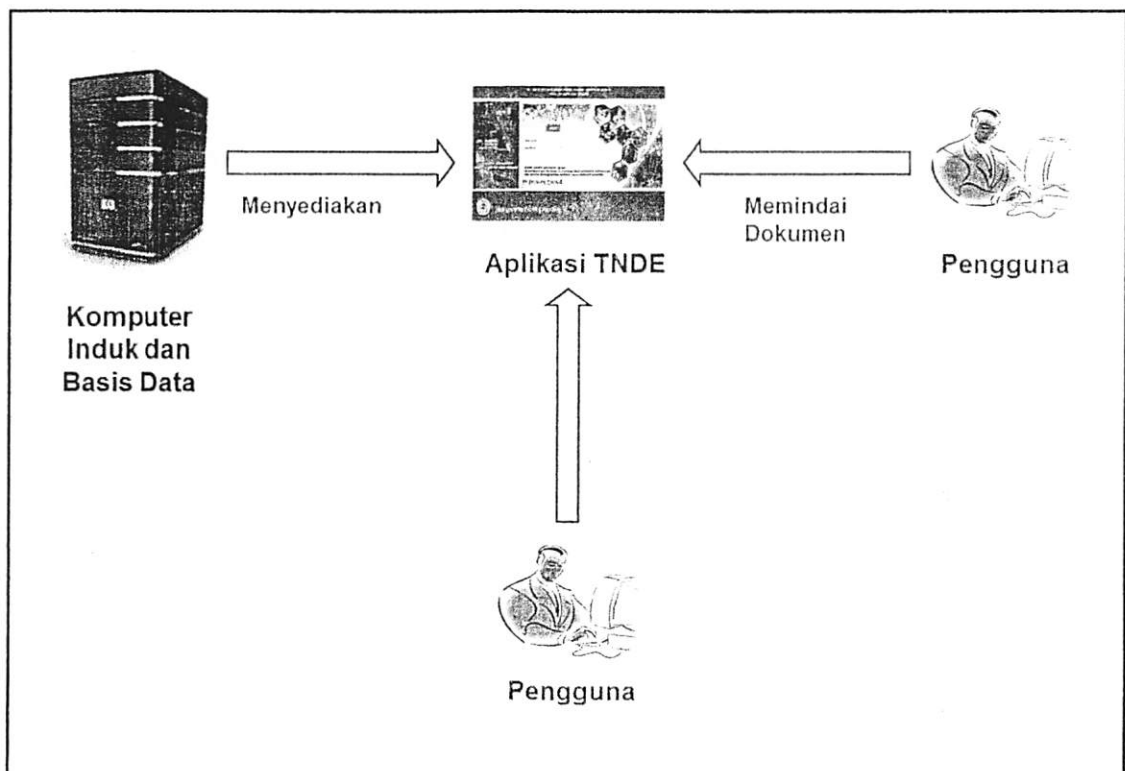 Menyediakan
Memindai
Dokumen
Aplikasi TNDE
Pengguna
Komputer
Induk dan
Basis Data
Pengguna